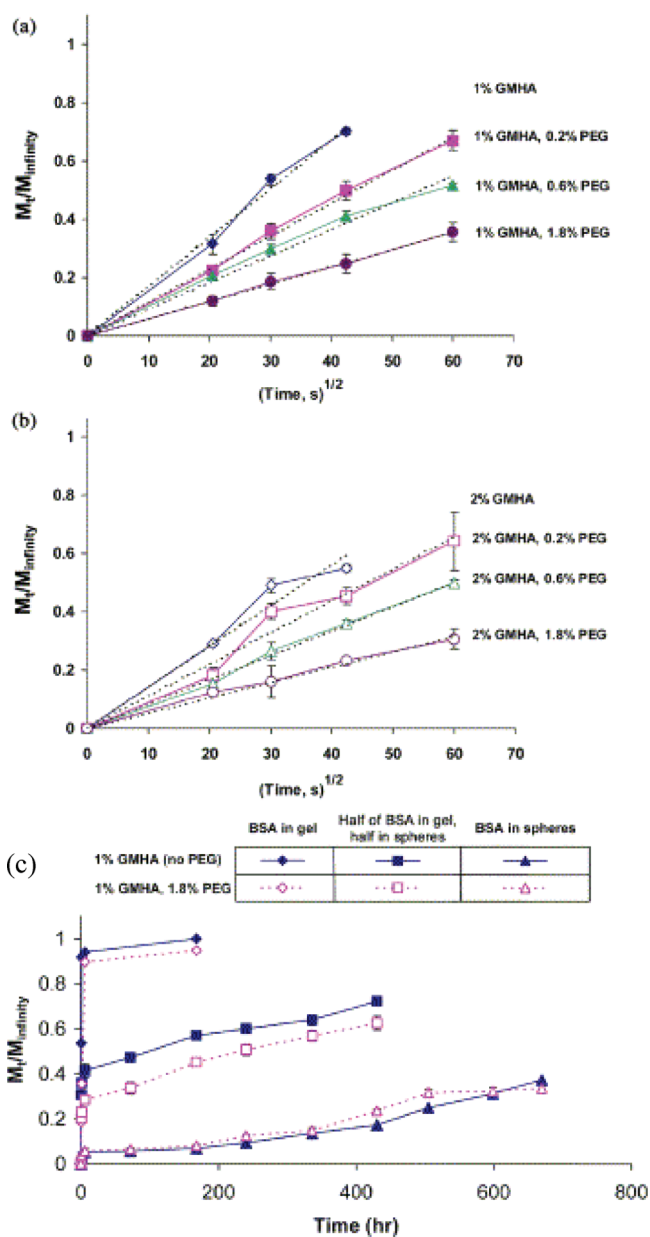 (a)
1
0.8
0.6
0.4
0.2
0
Mt/Minfinity
1% GMHA
1% GMHA, 0.2% PEG
1% GMHA, 0.6% PEG
1% GMHA, 1.8% PEG
0 10 20 30 40 50 60 70
(Time, s)1/2
(b)
1
0.8
0.6
0.4
0.2
0
Mt/Minfinity
2% GMHA
2% GMHA, 0.2% PEG
2% GMHA, 0.6% PEG
2% GMHA, 1.8% PEG
0 10 20 30 40 50 60 70
(Time, s)1/2
(c)
BSA in gel
Half of BSA in gel,
half in spheres
BSA in spheres
1% GMHA (no PEG)
1% GMHA, 1.8% PEG
1
0.8
0.6
0.4
0.2
0
Mt/Minfinity
0 200 400 600 800
Time (hr)